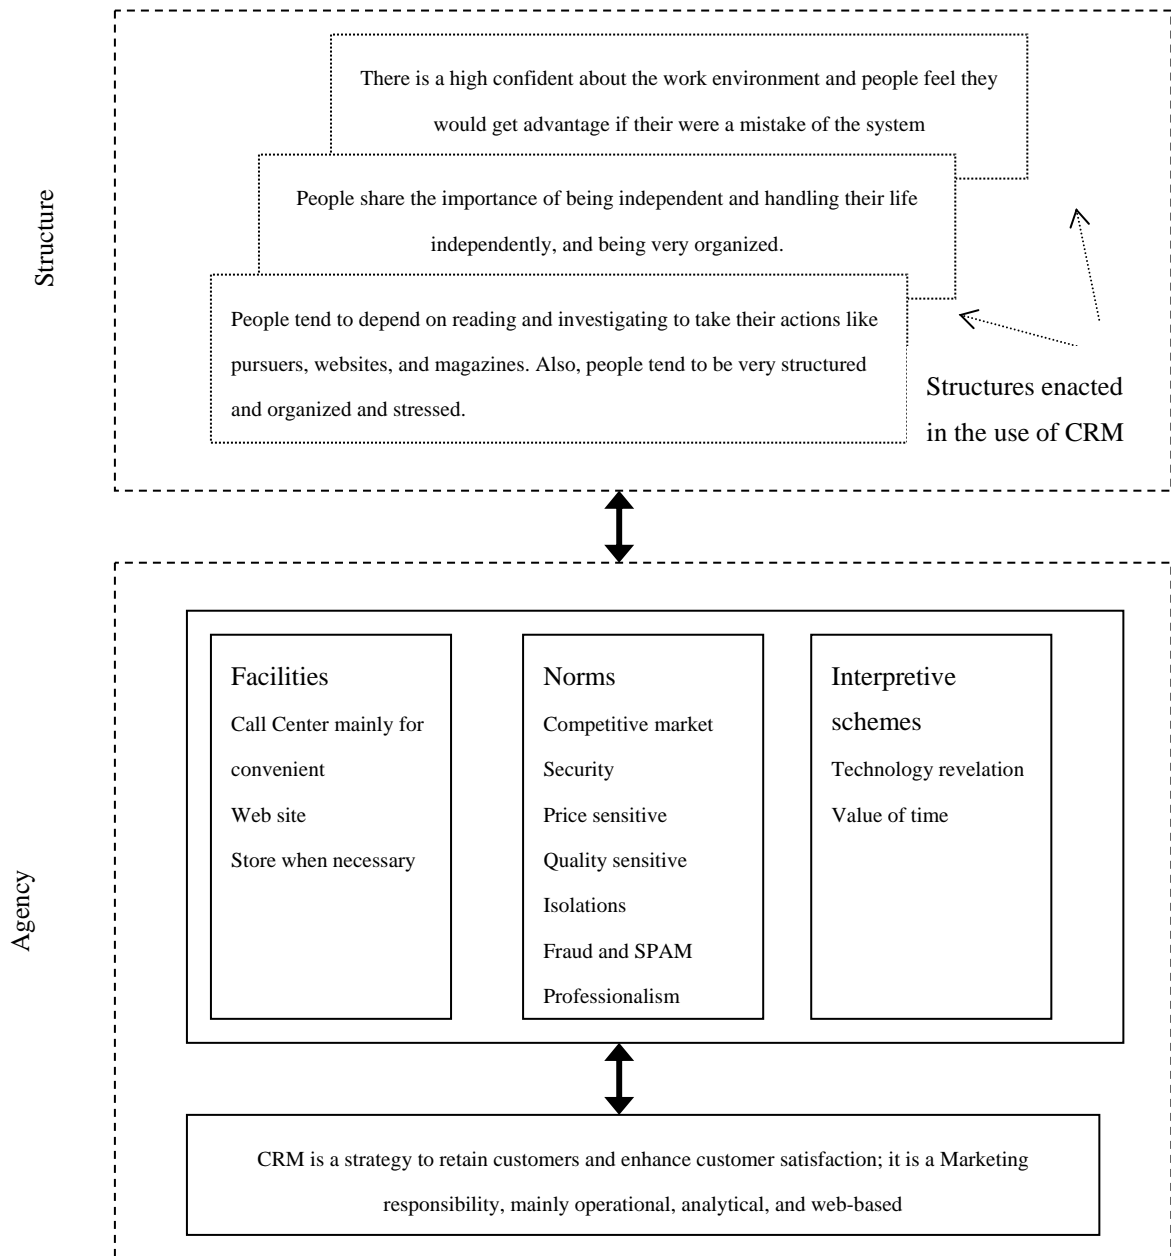 Structure
There is a high confident about the work environment and people feel they
would get advantage if their were a mistake of the system
People share the importance of being independent and handling their life
independently, and being very organized.
People tend to depend on reading and investigating to take their actions like
pursuers, websites, and magazines. Also, people tend to be very structured
and organized and stressed.
Structures enacted
in the use of CRM
Agency
Facilities
Call Center mainly for
convenient
Web site
Store when necessary
Norms
Competitive market
Security
Price sensitive
Quality sensitive
Isolations
Fraud and SPAM
Professionalism
Interpretive
schemes
Technology revelation
Value of time
CRM is a strategy to retain customers and enhance customer satisfaction; it is a Marketing
responsibility, mainly operational, analytical, and web-based